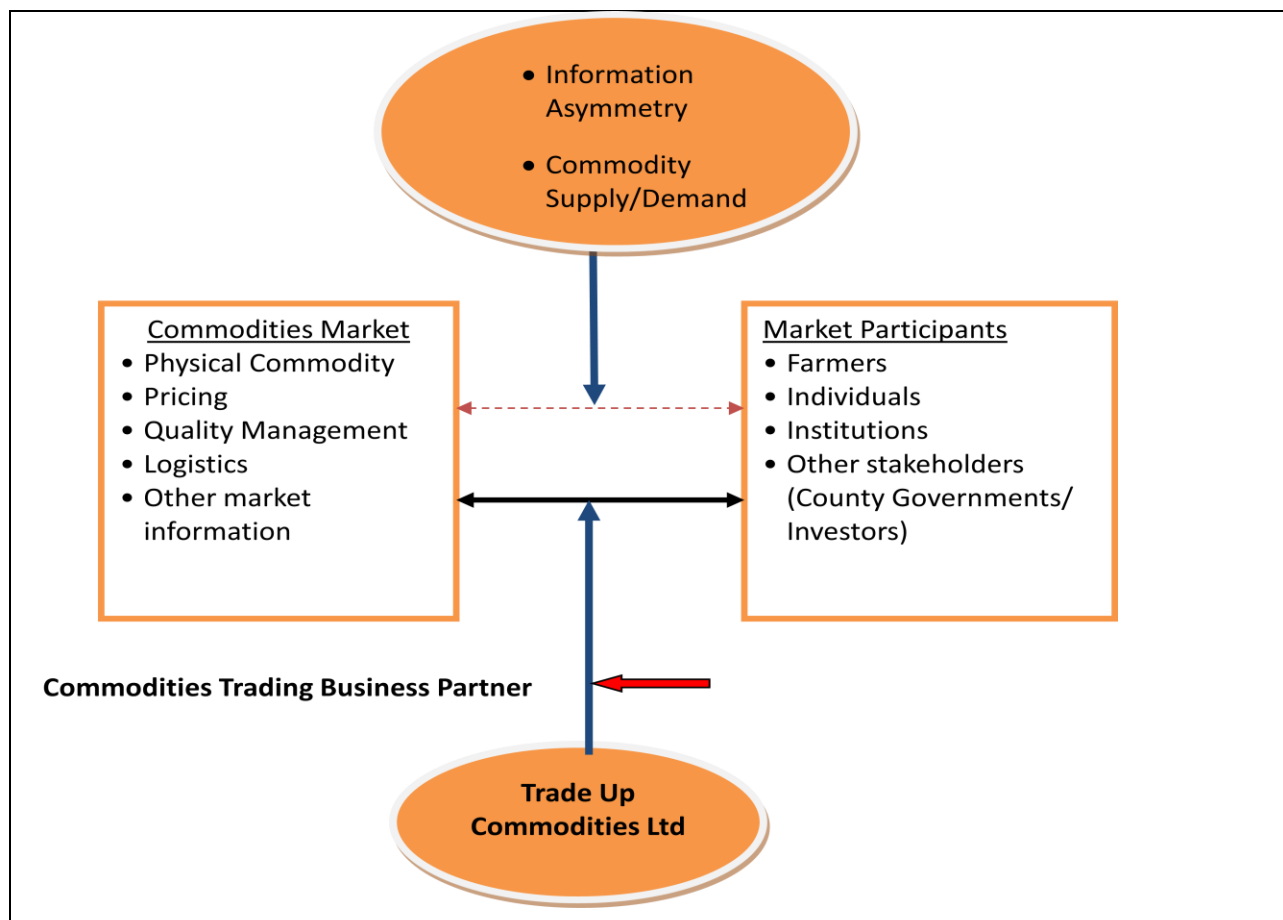 • Information
Asymmetry
• Commodity
Supply/Demand
Commodities Market
• Physical Commodity
• Pricing
• Quality Management
• Logistics
• Other market
information
Market Participants
• Farmers
• Individuals
• Institutions
• Other stakeholders
(County Governments/
Investors)
Commodities Trading Business Partner
Trade Up
Commodities Ltd